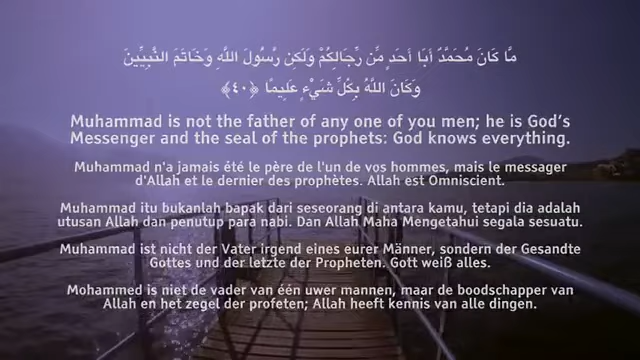 مَّا كَانَ مُحَمَّدٌ أَبَا أَحَدٍ مِّن رِّجَالِكُمْ وَلَكِن رَّسُولَ اللَّهِ وَخَاتَمَ النَّبِيِّينَ
وَكَانَ اللَّهُ بِكُلِّ شَيْءٍ عَلِيمًا ﴿٤٠﴾
Muhammad is not the father of any one of you men; he is God's
Messenger and the seal of the prophets: God knows everything.
Muhammad n'a jamais été le père de l'un de vos hommes, mais le messager
d'Allah et le dernier des prophètes. Allah est Omniscient.
Muhammad itu bukanlah bapak dari seseorang di antara kamu, tetapi dia adalah
utusan Allah dan penutup para nabi. Dan Allah Maha Mengetahui segala sesuatu.
Muhammad ist nicht der Vater irgend eines eurer Männer, sondern der Gesandte
Gottes und der letzte der Propheten. Gott weiß alles.
Mohammed is niet de vader van één uwer mannen, maar de boodschapper van
Allah en het zegel der profeten; Allah heeft kennis van alle dingen.